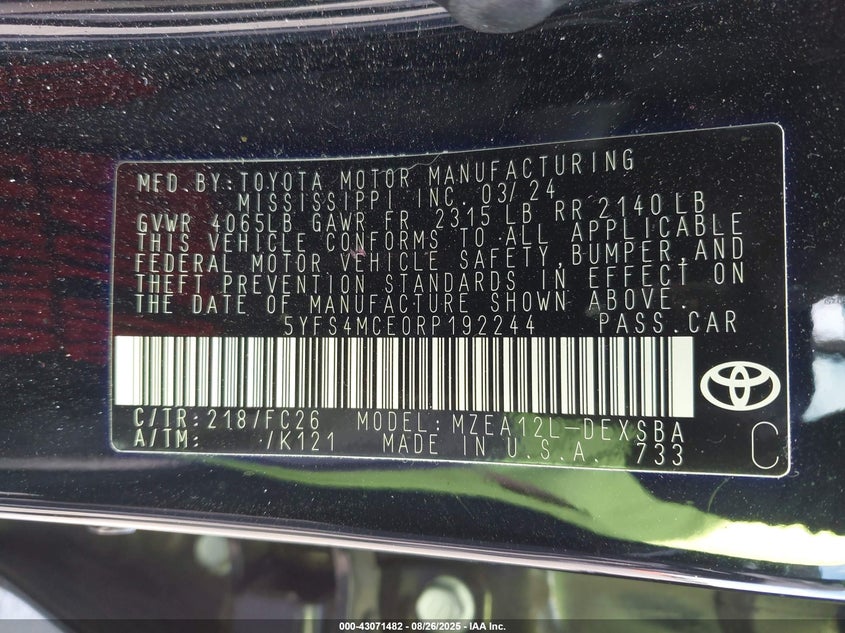 MFD.BY:TOYOTA MOTOR MANUFACTURING
MISSISSIPPI INC. 03/24
GVWR 4065LB GAWR FR 2315 LB RR 2140 LB
THIS VEHICLE CONFORMS TO ALL APPLICABLE
FEDERAL MOTOR VEHICLE SAFETY,BUMPER,AND
THEFT PREVENTION STANDARDS IN EFFECT ON
THE DATE OF MANUFACTURE SHOWN ABOVE.
5YFS4MCE0RP192244 PASS.CAR
C/TR:218/FC26 MODEL:MZEA12L-DEXSBA
A/TM: /K121 MADE IN U.S.A. 733
C
000-43071482 | 08/26/2025 | IAA Inc.